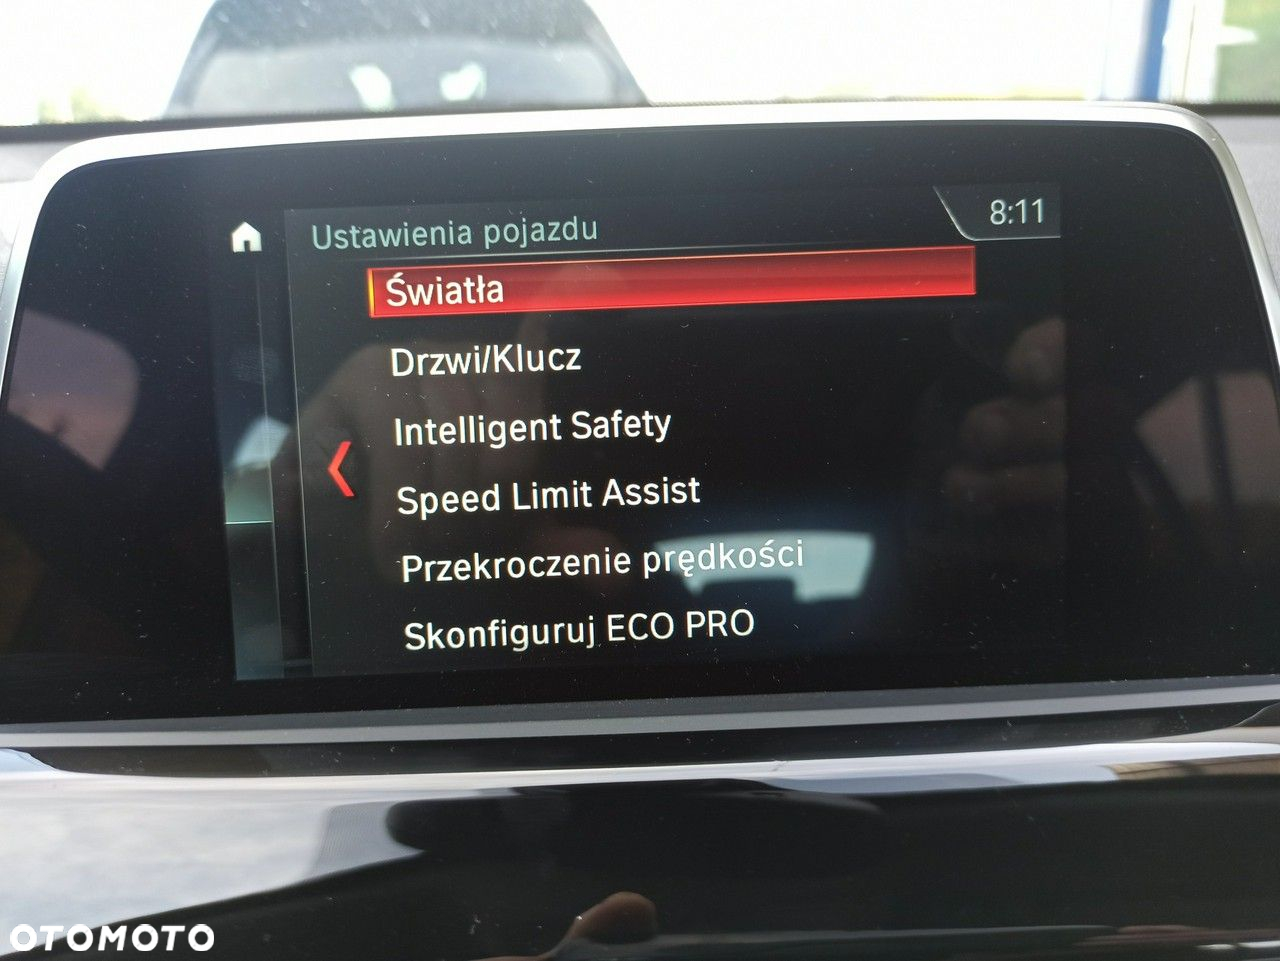 Ustawienia pojazdu
8:11
Światła
Drzwi/Klucz
Intelligent Safety
Speed Limit Assist
Przekroczenie prędkości
Skonfiguruj ECO PRO
OTOMOTO